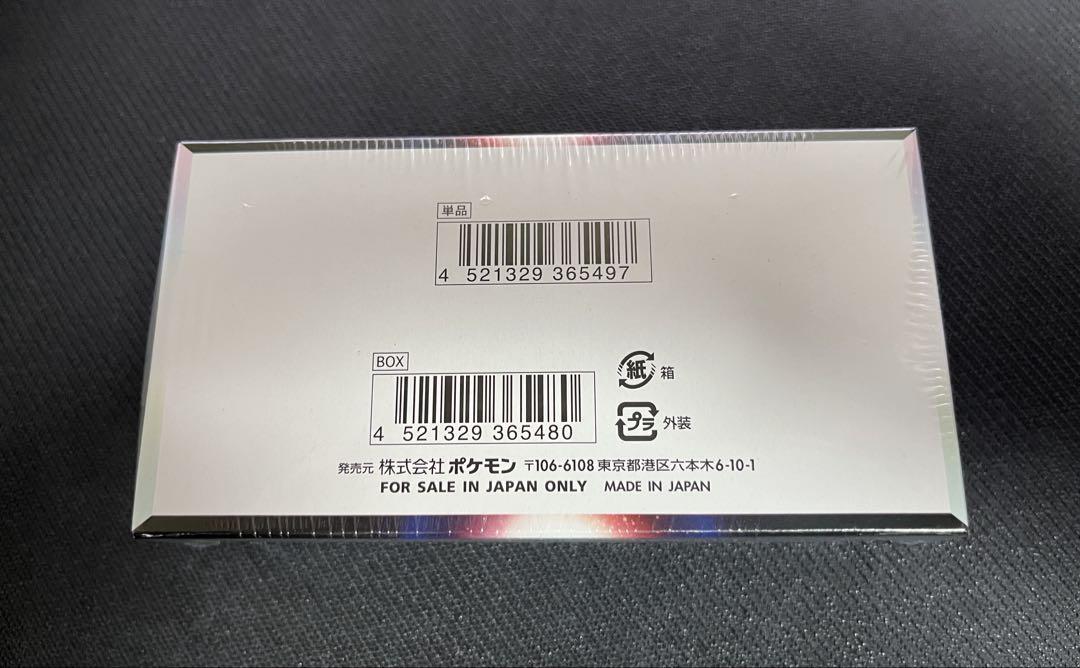 単品
4 521329 365497
BOX
4 521329 365480
紙 箱
プラ 外装
発売元 株式会社 ポケモン 〒106-6108 東京都港区六本木6-10-1
FOR SALE IN JAPAN ONLY MADE IN JAPAN